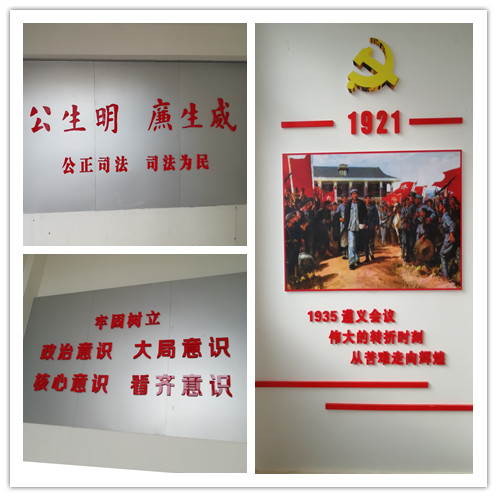 公生明 廉生威
公正司法 司法为民
牢固树立
政治意识 大局意识
核心意识 看齐意识
1921
1935 遵义会议
伟大的转折时刻
从苦难走向辉煌